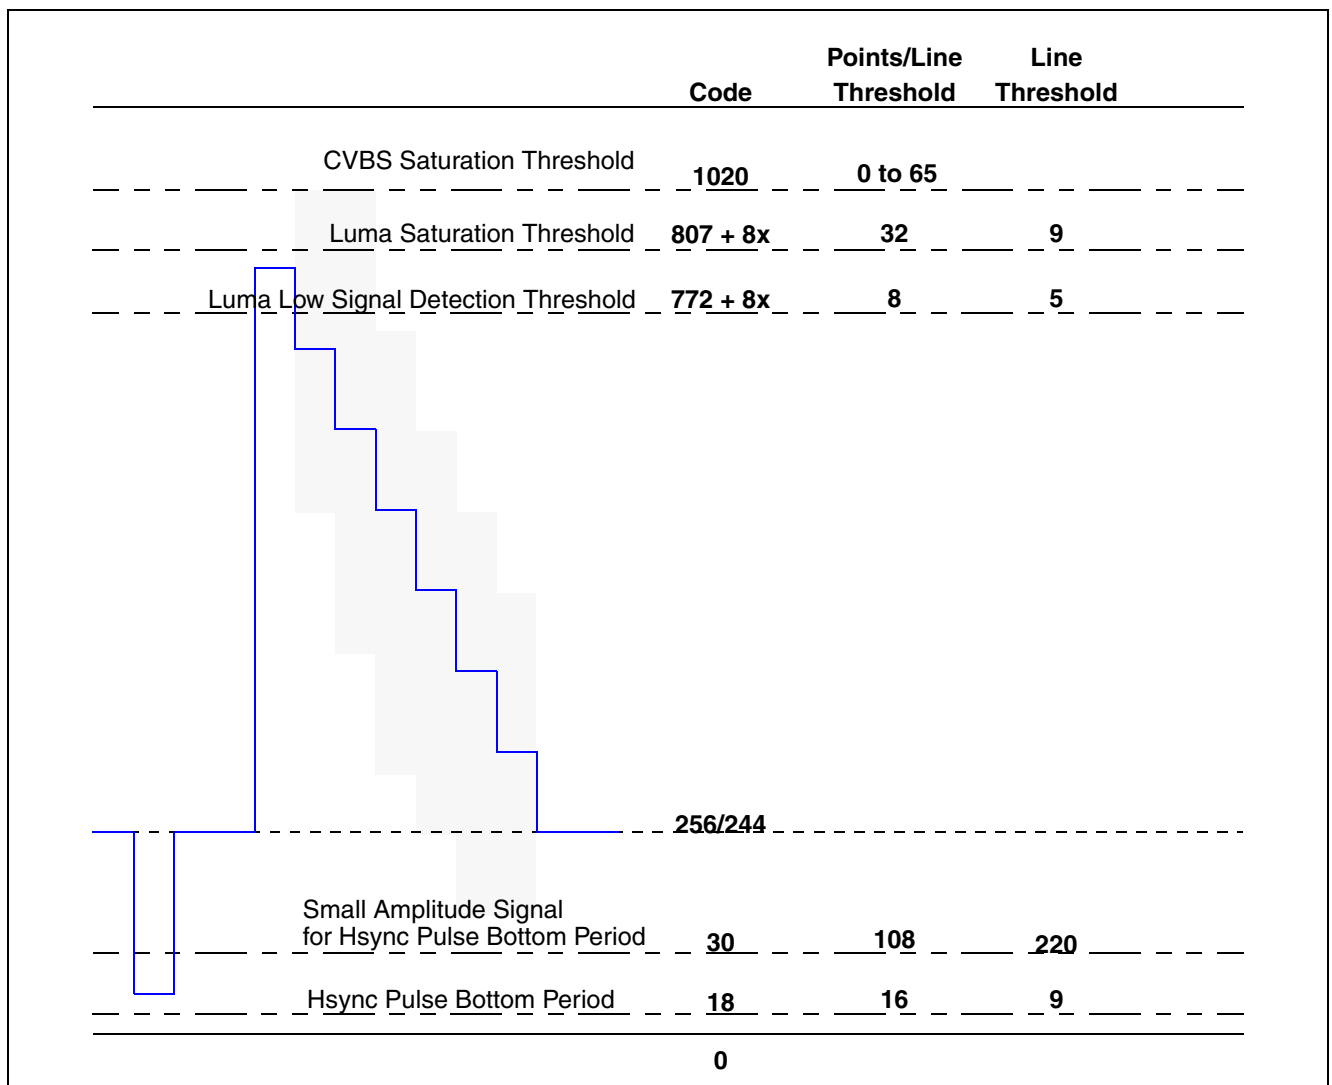 Points/Line Line
Code Threshold Threshold
CVBS Saturation Threshold 1020 0 to 65
Luma Saturation Threshold 807 + 8x 32 9
Luma Low Signal Detection Threshold 772 + 8x 8 5
256/244
Small Amplitude Signal
for Hsync Pulse Bottom Period 30 108 220
Hsync Pulse Bottom Period 18 16 9
0